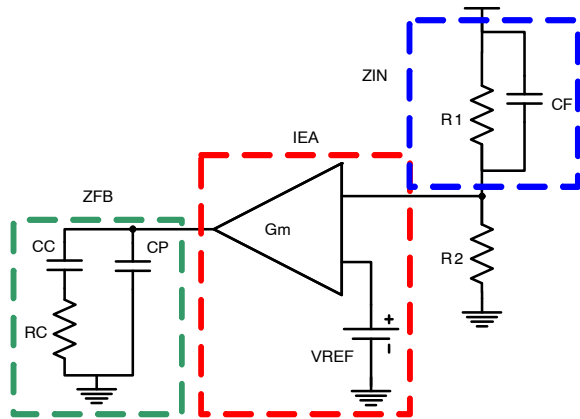 ZIN
R1
CF
IEA
ZFB
Gm
CC
CP
R2
RC
VREF
+
-